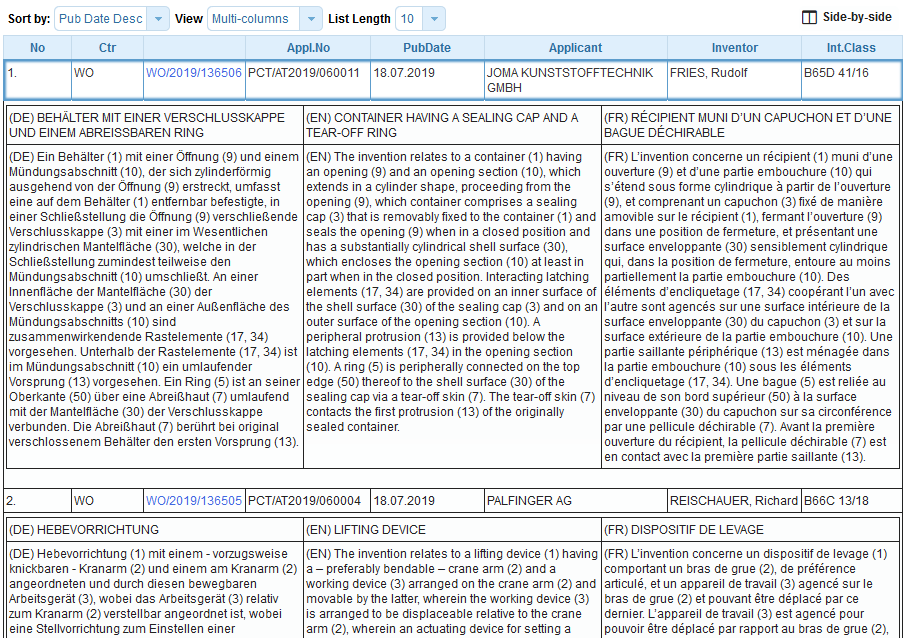 Sort by: Pub Date Desc View Multi-columns List Length 10 Side-by-side
No Ctr Appl.No PubDate Applicant Inventor Int.Class
1. WO WO/2019/136506 PCT/AT2019/060011 18.07.2019 JOMA KUNSTSTOFFTECHNIK GMBH FRIES, Rudolf B65D 41/16
(DE) BEHÄLTER MIT EINER VERSCHLUSSKAPPE
UND EINEM ABREISSBAREN RING
(EN) CONTAINER HAVING A SEALING CAP AND A
TEAR-OFF RING
(FR) RÉCIPIENT MUNI D'UN CAPUCHON ET D'UNE
BAGUE DÉCHIRABLE
(DE) Ein Behälter (1) mit einer Öffnung (9) und einem
Mündungsabschnitt (10), der sich zylinderförmig
ausgehend von der Öffnung (9) erstreckt, umfasst
eine auf dem Behälter (1) entfernbar befestigte, in
einer Schließstellung die Öffnung (9) verschließende
Verschlusskappe (3) mit einer im Wesentlichen
zylindrischen Mantelfläche (30), welche in der
Schließstellung zumindest teilweise den
Mündungsabschnitt (10) umschließt. An einer
Innenfläche der Mantelfläche (30) der
Verschlusskappe (3) und an einer Außenfläche des
Mündungsabschnitts (10) sind
zusammenwirkendende Rastelemente (17, 34)
vorgesehen. Unterhalb der Rastelemente (17, 34) ist
im Mündungsabschnitt (10) ein umlaufender
Vorsprung (13) vorgesehen. Ein Ring (5) ist an seiner
Oberkante (50) über eine Abreißhaut (7) umlaufend
mit der Mantelfläche (30) der Verschlusskappe
verbunden. Die Abreißhaut (7) berührt bei original
verschlossenem Behälter den ersten Vorsprung (13).
(EN) The invention relates to a container (1) having
an opening (9) and an opening section (10), which
extends in a cylinder shape, proceeding from the
opening (9), which container comprises a sealing
cap (3) that is removably fixed to the container (1) and
seals the opening (9) when in a closed position and
has a substantially cylindrical shell surface (30),
which encloses the opening section (10) at least in
part when in the closed position. Interacting latching
elements (17, 34) are provided on an inner surface of
the shell surface (30) of the sealing cap (3) and on an
outer surface of the opening section (10). A
peripheral protrusion (13) is provided below the
latching elements (17, 34) in the opening section
(10). A ring (5) is peripherally connected on the top
edge (50) thereof to the shell surface (30) of the
sealing cap via a tear-off skin (7). The tear-off skin (7)
contacts the first protrusion (13) of the originally
sealed container.
(FR) L'invention concerne un récipient (1) muni d'une
ouverture (9) et d'une partie embouchure (10) qui
s'étend sous forme cylindrique à partir de l'ouverture
(9), et comprenant un capuchon (3) fixé de manière
amovible sur le récipient (1), fermant l'ouverture (9)
dans une position de fermeture, et présentant une
surface enveloppante (30) sensiblement cylindrique
qui, dans la position de fermeture, entoure au moins
partiellement la partie embouchure (10). Des
éléments d'encliquetage (17, 34) coopérant l'un avec
l'autre sont agencés sur une surface intérieure de la
surface enveloppante (30) du capuchon (3) et sur la
surface extérieure de la partie embouchure (10). Une
partie saillante périphérique (13) est ménagée dans
la partie embouchure (10) sous les éléments
d'encliquetage (17, 34). Une bague (5) est reliée au
niveau de son bord supérieur (50) à la surface
enveloppante (30) du capuchon sur sa circonférence
par une pellicule déchirable (7). Avant la première
ouverture du récipient, la pellicule déchirable (7) est
en contact avec la première partie saillante (13).
2. WO WO/2019/136505 PCT/AT2019/060004 18.07.2019 PALFINGER AG REISCHAUER, Richard B66C 13/18
(DE) HEBEVORRICHTUNG
(EN) LIFTING DEVICE
(FR) DISPOSITIF DE LEVAGE
(DE) Hebevorrichtung (1) mit einem - vorzugsweise
knickbaren - Kranarm (2) und einem am Kranarm (2)
angeordneten und durch diesen bewegbaren
Arbeitsgerät (3), wobei das Arbeitsgerät (3) relativ
zum Kranarm (2) verstellbar angeordnet ist, wobei
eine Stellvorrichtung zum Einstellen einer
(EN) The invention relates to a lifting device (1) having
a – preferably bendable – crane arm (2) and a
working device (3) arranged on the crane arm (2) and
movable by the latter, wherein the working device (3)
is arranged to be displaceable relative to the crane
arm (2), wherein an actuating device for setting a
(FR) L'invention concerne un dispositif de levage (1)
comportant un bras de grue (2), de préférence
articulé, et un appareil de travail (3) agencé sur le
bras de grue (2) et pouvant être déplacé par ce
dernier. L'appareil de travail (3) est agencé pour
pouvoir être déplacé par rapport au bras de grue (2),